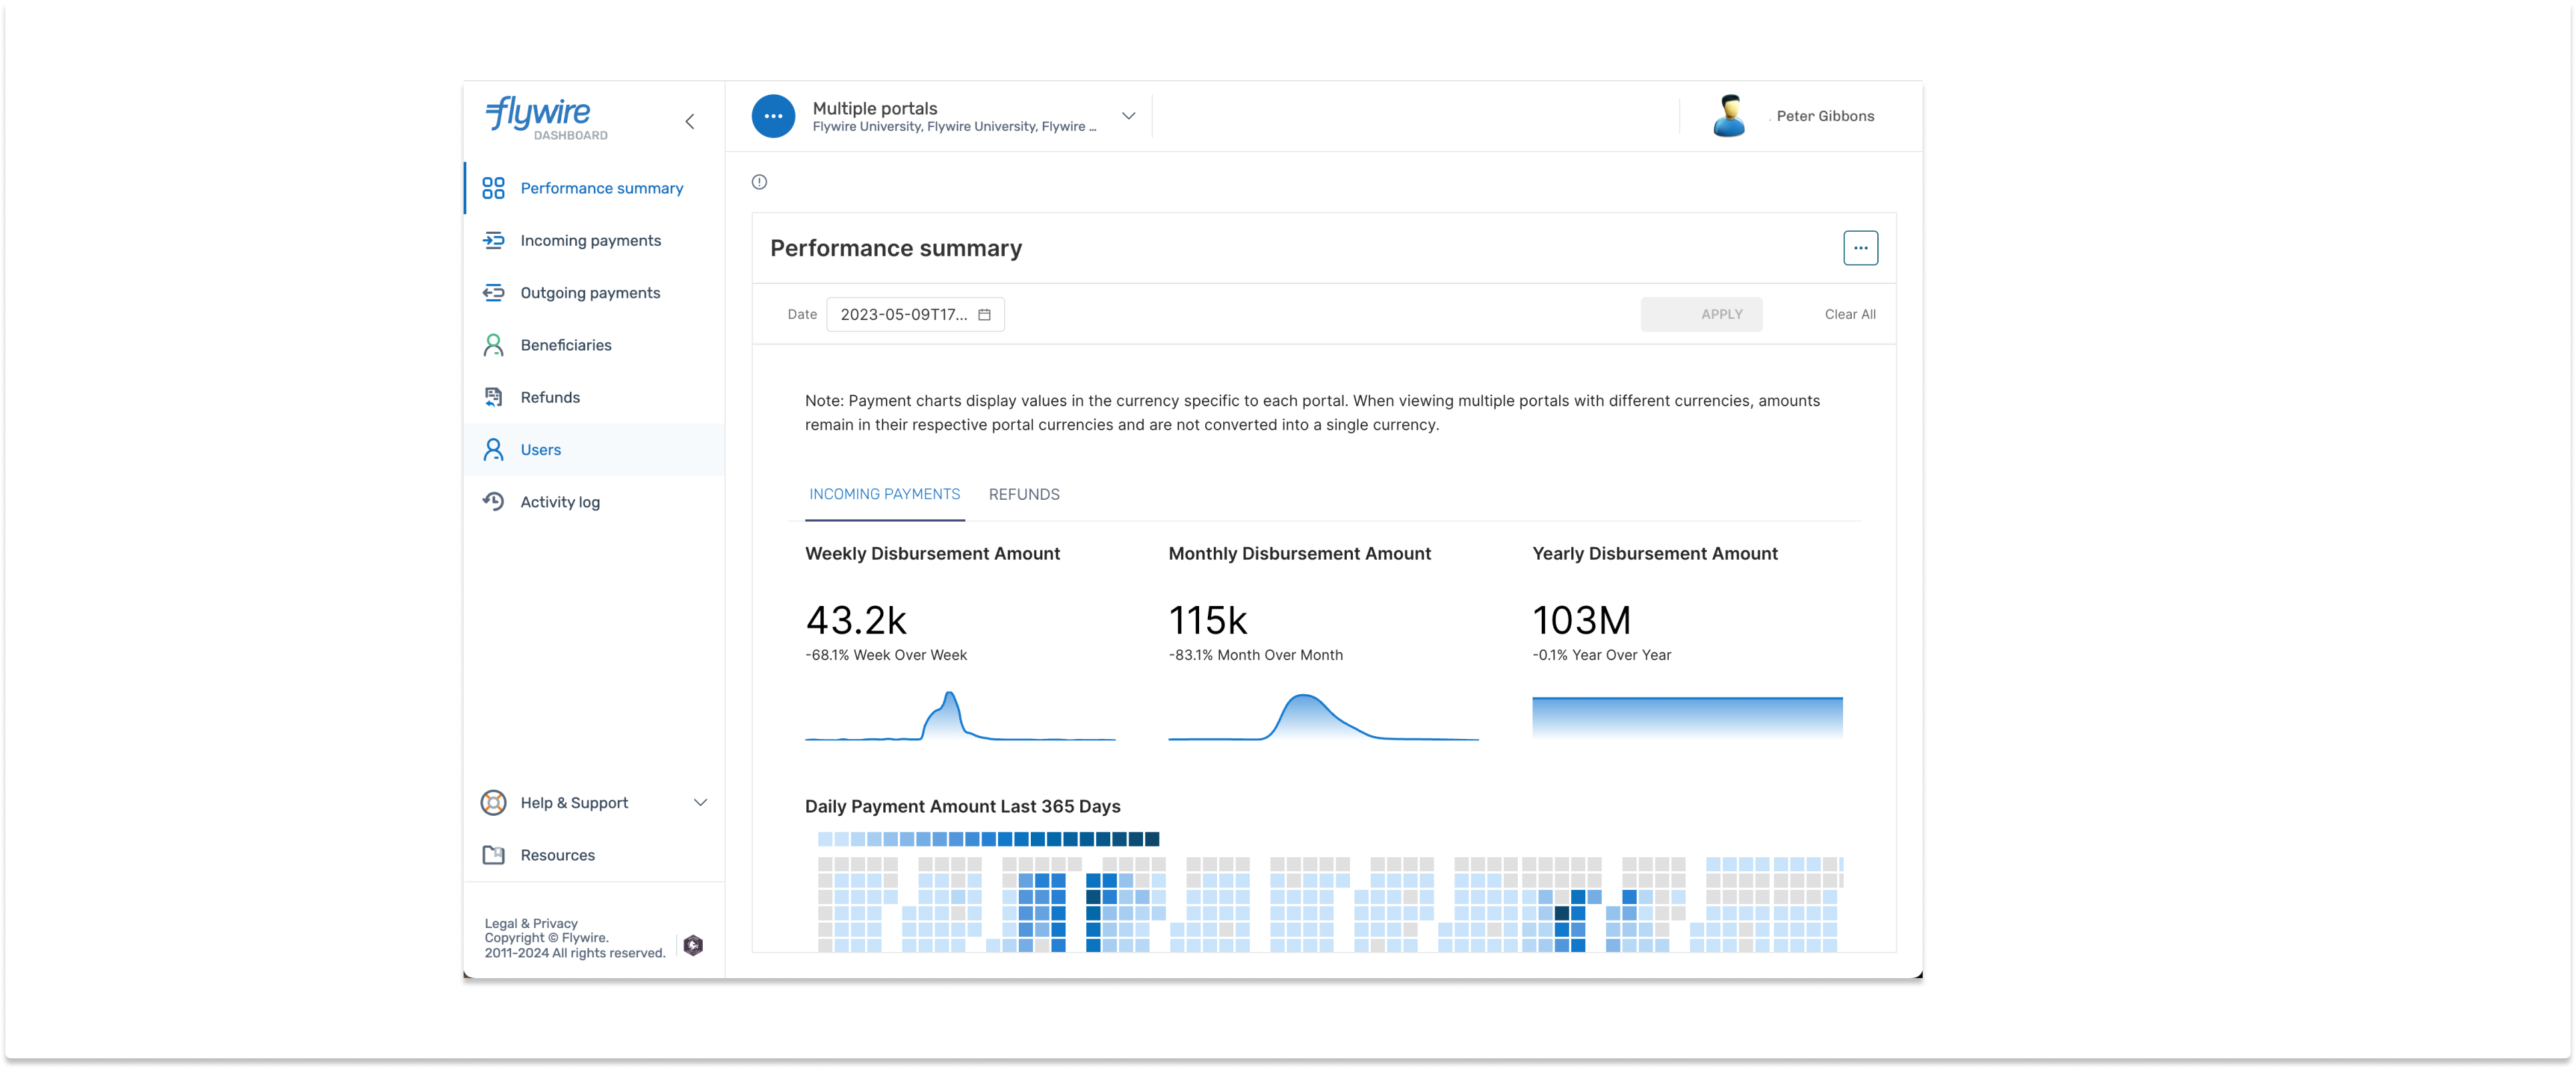 flywire
DASHBOARD
Multiple portals
Flywire University, Flywire University, Flywire ...
Peter Gibbons
Performance summary
Incoming payments
Outgoing payments
Beneficiaries
Refunds
Users
Activity log
Help & Support
Resources
Legal & Privacy
Copyright © Flywire.
2011-2024 All rights reserved.
Performance summary
Date
2023-05-09T17...
APPLY
Clear All
Note: Payment charts display values in the currency specific to each portal. When viewing multiple portals with different currencies, amounts
remain in their respective portal currencies and are not converted into a single currency.
INCOMING PAYMENTS
REFUNDS
Weekly Disbursement Amount
43.2k
-68.1% Week Over Week
Monthly Disbursement Amount
115k
-83.1% Month Over Month
Yearly Disbursement Amount
103M
-0.1% Year Over Year
Daily Payment Amount Last 365 Days